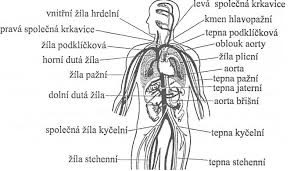 levá společná krkavice
vnitřní žíla hrdelní
kmen hlavopažní
pravá společná krkavice
tepna podklíčková
žíla podklíčková
oblouk aorty
horní dutá žíla
žíla plicní
aorta
žíla pažní
tepna pažní
tepna jaterní
dolní dutá žíla
aorta břišní
společná žíla kyčelní
tepna kyčelní
žíla stehenní
tepna stehenní